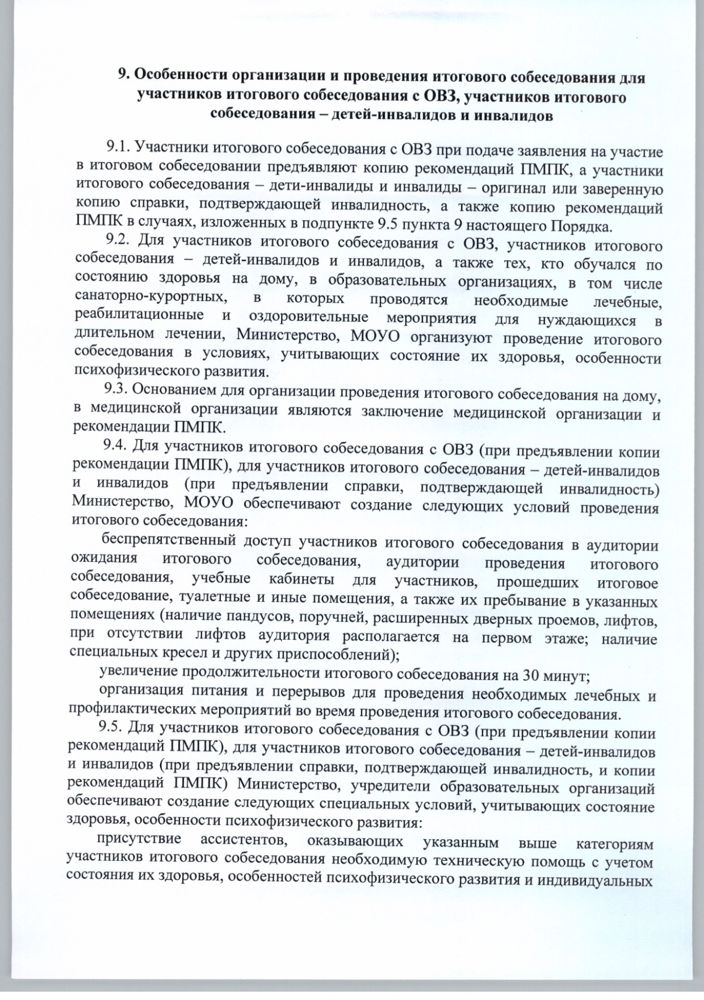 9. Особенности организации и проведения итогового собеседования для
участников итогового собеседования с ОВЗ, участников итогового
собеседования – детей-инвалидов и инвалидов
9.1. Участники итогового собеседования с ОВЗ при подаче заявления на участие
в итоговом собеседовании предъявляют копию рекомендаций ПМПК, а участники
итогового собеседования – дети-инвалиды и инвалиды – оригинал или заверенную
копию справки, подтверждающей инвалидность, а также копию рекомендаций
ПМПК в случаях, изложенных в подпункте 9.5 пункта 9 настоящего Порядка.
9.2. Для участников итогового собеседования с ОВЗ, участников итогового
собеседования – детей-инвалидов и инвалидов, а также тех, кто обучался по
состоянию здоровья на дому, в образовательных организациях, в том числе
санаторно-курортных, в которых проводятся необходимые лечебные,
реабилитационные и оздоровительные мероприятия для нуждающихся в
длительном лечении, Министерство, МОУО организуют проведение итогового
собеседования в условиях, учитывающих состояние их здоровья, особенности
психофизического развития.
9.3. Основанием для организации проведения итогового собеседования на дому,
в медицинской организации являются заключение медицинской организации и
рекомендации ПМПК.
9.4. Для участников итогового собеседования с ОВЗ (при предъявлении копии
рекомендации ПМПК), для участников итогового собеседования – детей-инвалидов
и инвалидов (при предъявлении справки, подтверждающей инвалидность)
Министерство, МОУО обеспечивают создание следующих условий проведения
итогового собеседования:
беспрепятственный доступ участников итогового собеседования в аудитории
ожидания итогового собеседования, аудитории проведения итогового
собеседования, учебные кабинеты для участников, прошедших итоговое
собеседование, туалетные и иные помещения, а также их пребывание в указанных
помещениях (наличие пандусов, поручней, расширенных дверных проемов, лифтов,
при отсутствии лифтов аудитория располагается на первом этаже; наличие
специальных кресел и других приспособлений);
увеличение продолжительности итогового собеседования на 30 минут;
организация питания и перерывов для проведения необходимых лечебных и
профилактических мероприятий во время проведения итогового собеседования.
9.5. Для участников итогового собеседования с ОВЗ (при предъявлении копии
рекомендаций ПМПК), для участников итогового собеседования – детей-инвалидов
и инвалидов (при предъявлении справки, подтверждающей инвалидность, и копии
рекомендаций ПМПК) Министерство, учредители образовательных организаций
обеспечивают создание следующих специальных условий, учитывающих состояние
здоровья, особенности психофизического развития:
присутствие ассистентов, оказывающих указанным выше категориям
участников итогового собеседования необходимую техническую помощь с учетом
состояния их здоровья, особенностей психофизического развития и индивидуальных